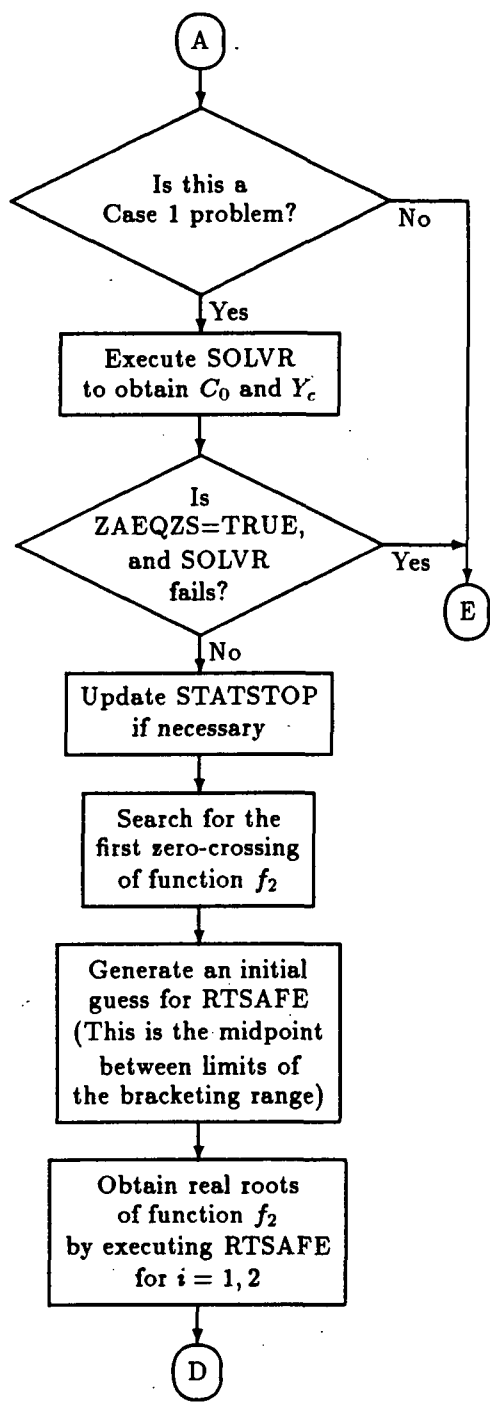 A
Is this a
Case 1 problem?
No
Yes
Execute SOLVR
to obtain C₀ and Y꜀
Is
ZAEQZS=TRUE,
and SOLVR
fails?
Yes
E
No
Update STATSTOP
if necessary
Search for the
first zero-crossing
of function f₂
Generate an initial
guess for RTSAFE
(This is the midpoint
between limits of
the bracketing range)
Obtain real roots
of function f₂
by executing RTSAFE
for i = 1, 2
D